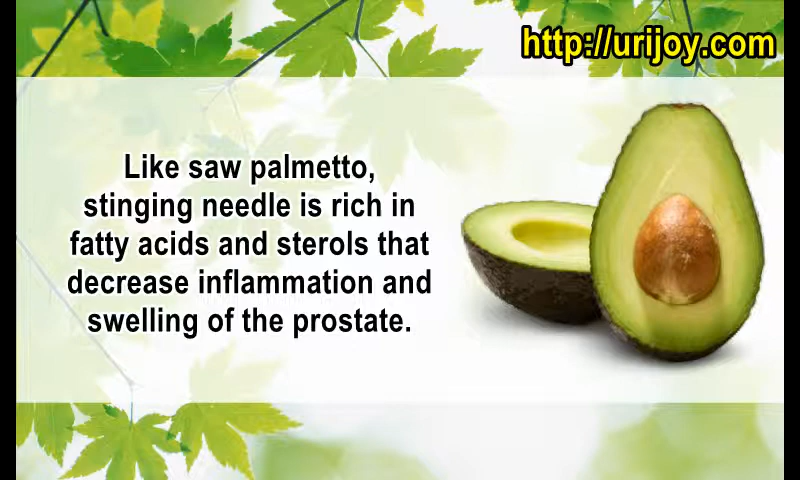 http://urijoy.com
Like saw palmetto,
stinging needle is rich in
fatty acids and sterols that
decrease inflammation and
swelling of the prostate.